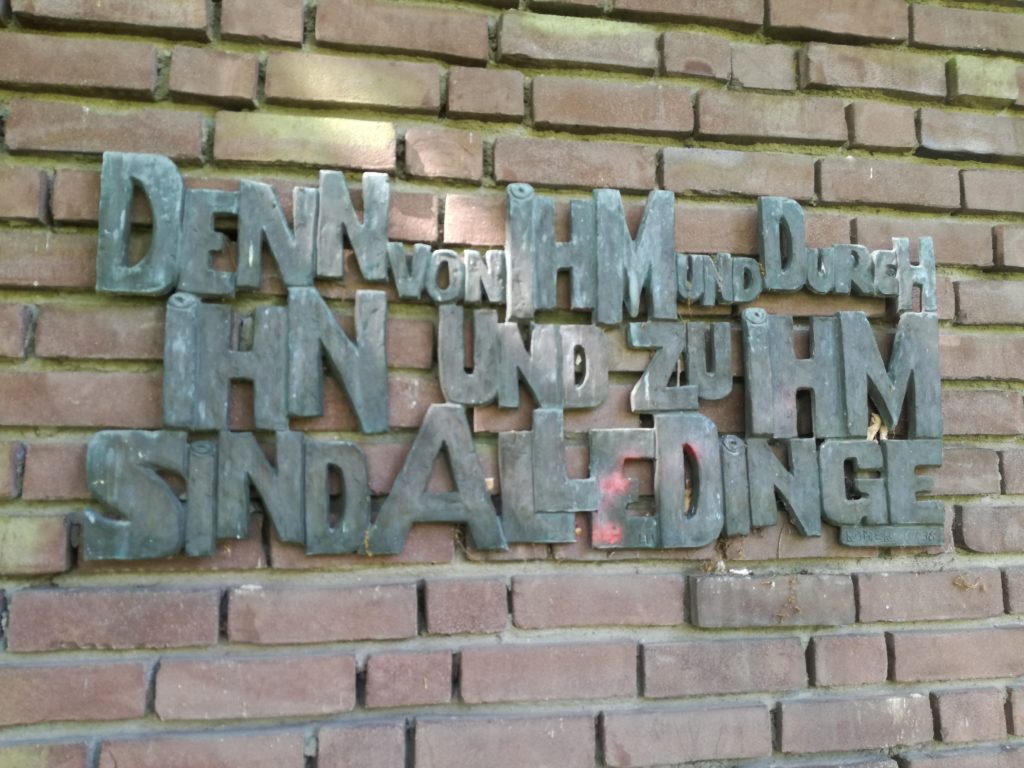 DENN VON IHM UND DURCH
IHN UND ZU IHM
SIND ALLE DINGE